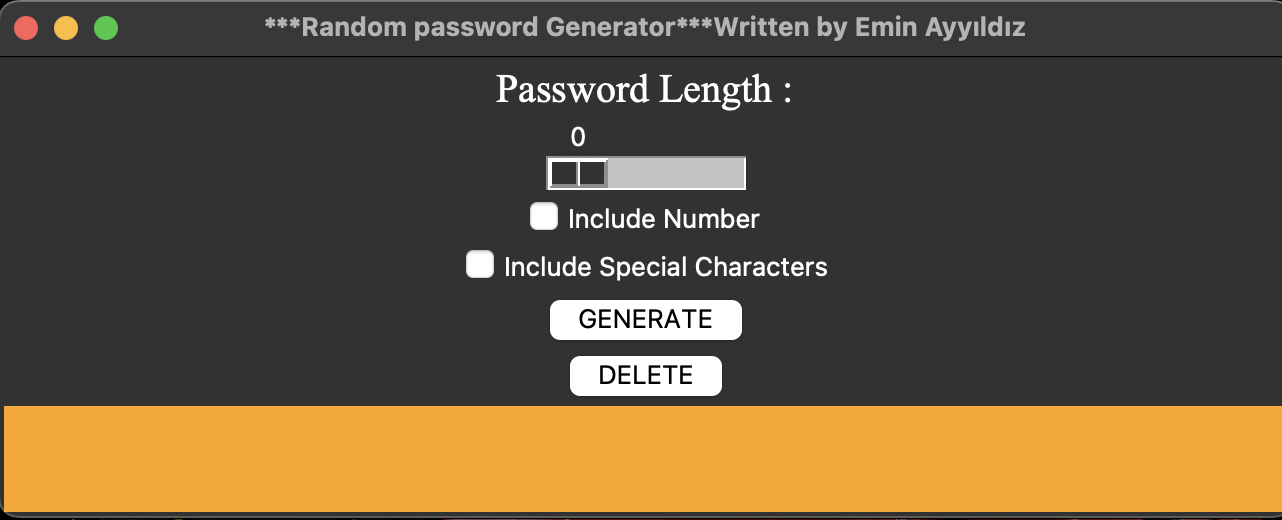 ***Random password Generator***Written by Emin Ayyıldız
Password Length :
0
Include Number
Include Special Characters
GENERATE
DELETE